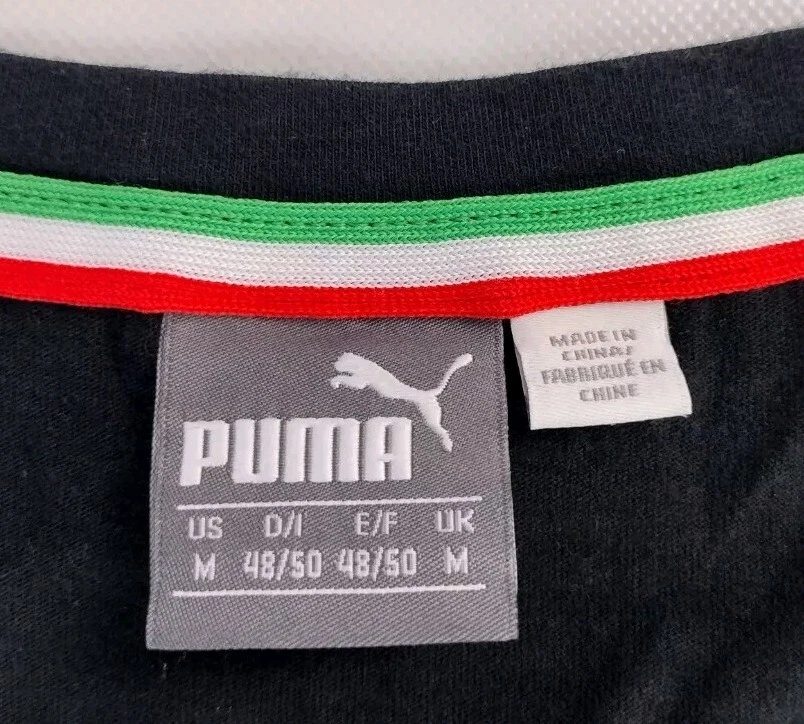 PUMA
US D/I E/F UK
M 48/50 48/50 M
MADE IN
CHINA/
FABRIQUÉ EN
CHINE